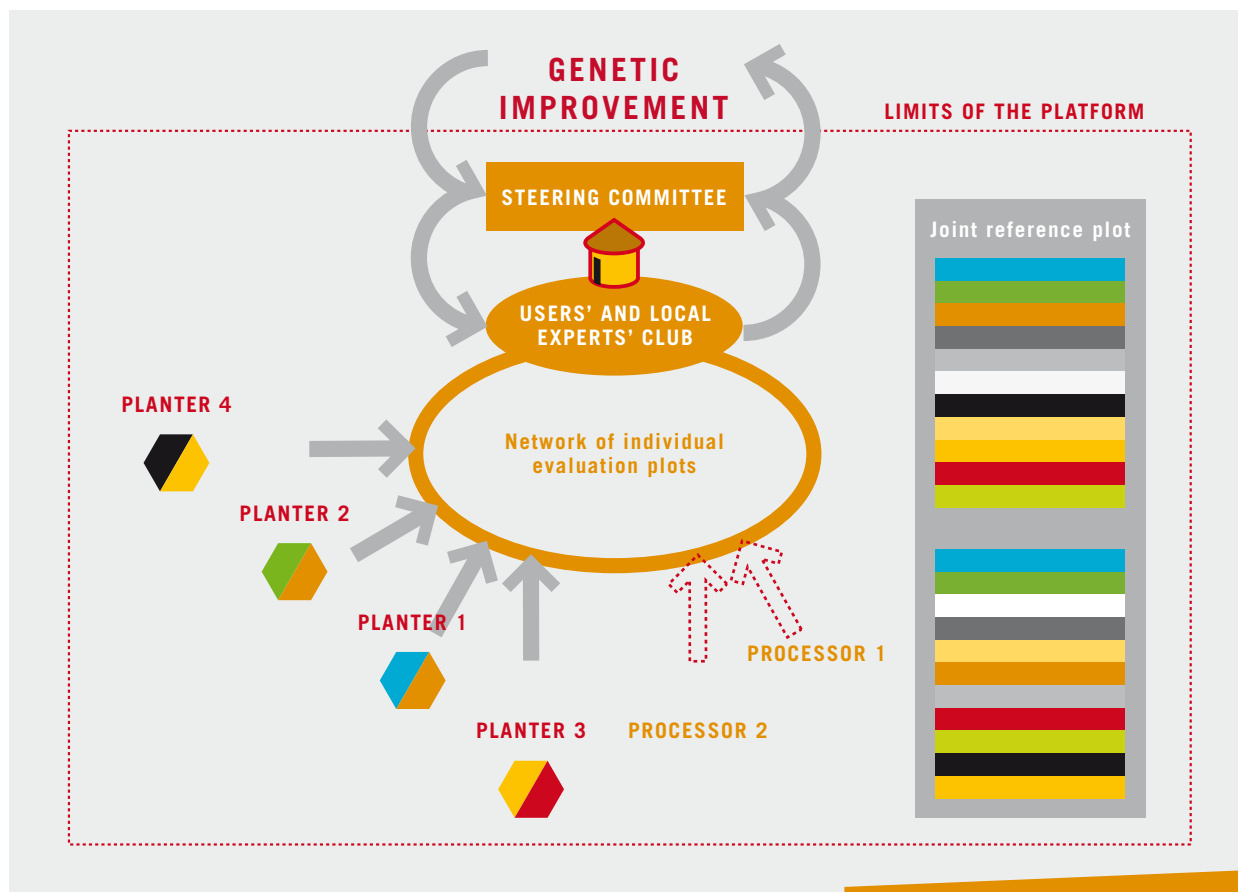 GENETIC
IMPROVEMENT
LIMITS OF THE PLATFORM
STEERING COMMITTEE
Joint reference plot
USERS’ AND LOCAL
EXPERTS’ CLUB
PLANTER 4
Network of individual
evaluation plots
PLANTER 2
PLANTER 1
PROCESSOR 1
PLANTER 3
PROCESSOR 2